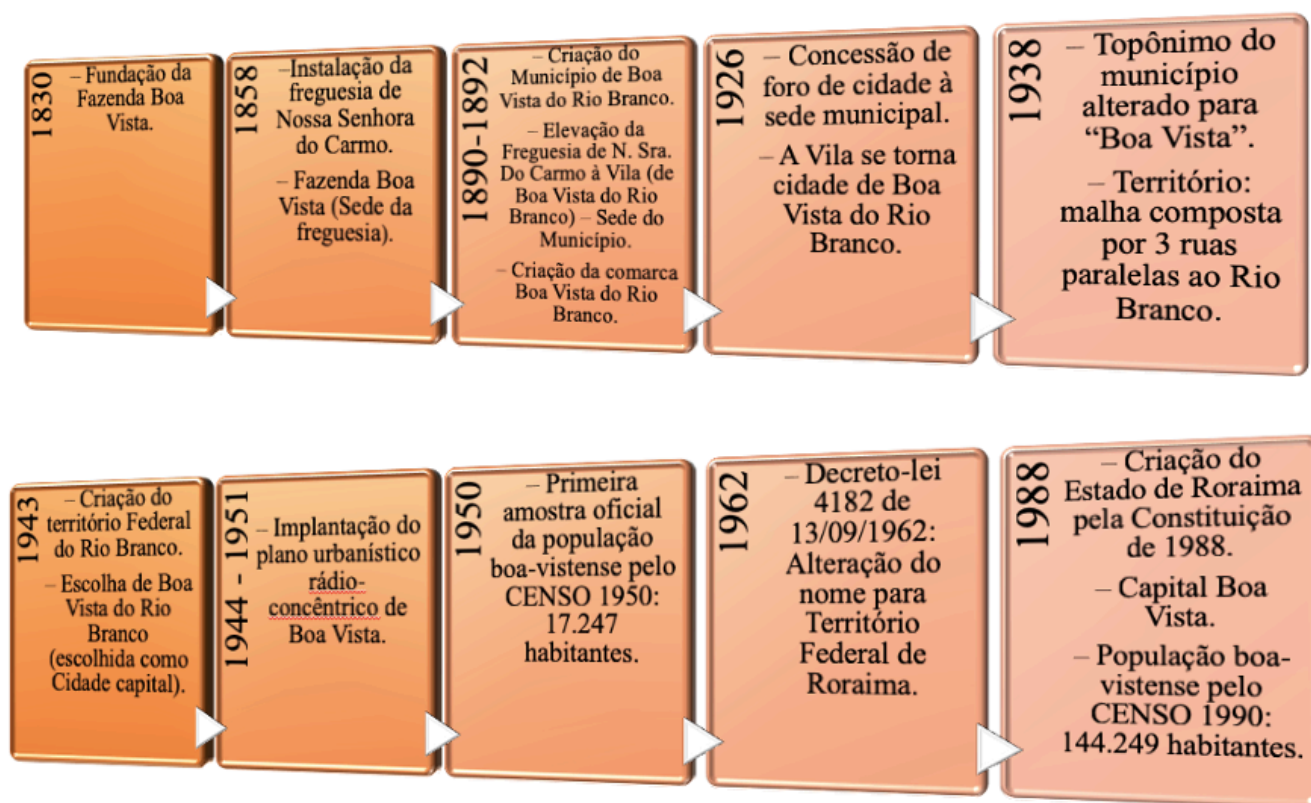 1830
– Fundação da
Fazenda Boa
Vista.
1858
–Instalação da
freguesia de
Nossa Senhora
do Carmo.
– Fazenda Boa
Vista (Sede da
freguesia).
1890-1892
– Criação do
Município de Boa
Vista do Rio Branco.
– Elevação da
Freguesia de N. Sra.
Do Carmo à Vila (de
Boa Vista do Rio
Branco) – Sede do
Município.
– Criação da comarca
Boa Vista do Rio
Branco.
1926
– Concessão de
foro de cidade à
sede municipal.
– A Vila se torna
cidade de Boa
Vista do Rio
Branco.
1938
– Topônimo do
município
alterado para
“Boa Vista”.
– Território:
malha composta
por 3 ruas
paralelas ao Rio
Branco.
1943
– Criação do
território Federal
do Rio Branco.
– Escolha de Boa
Vista do Rio
Branco
(escolhida como
Cidade capital).
1944 - 1951
– Implantação do
plano urbanístico
rádio-
concêntrico de
Boa Vista.
1950
– Primeira
amostra oficial
da população
boa-vistense pelo
CENSO 1950:
17.247
habitantes.
1962
– Decreto-lei
4182 de
13/09/1962:
Alteração do
nome para
Território
Federal de
Roraima.
1988
– Criação do
Estado de Roraima
pela Constituição
de 1988.
– Capital Boa
Vista.
– População boa-
vistense pelo
CENSO 1990:
144.249 habitantes.